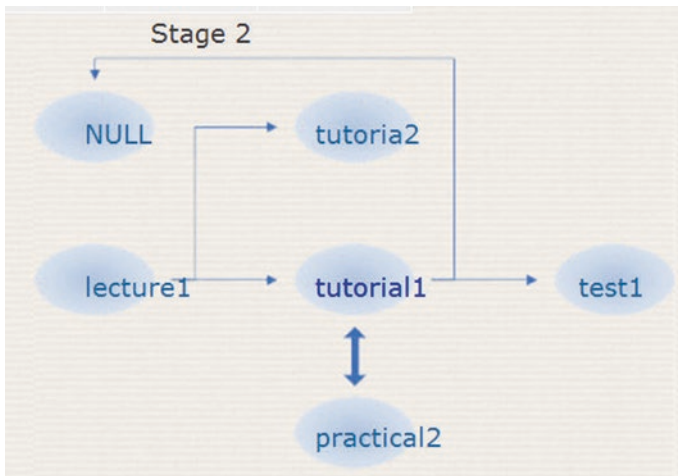 Stage 2
NULL
tutoria2
lecture1
tutorial1
test1
practical2